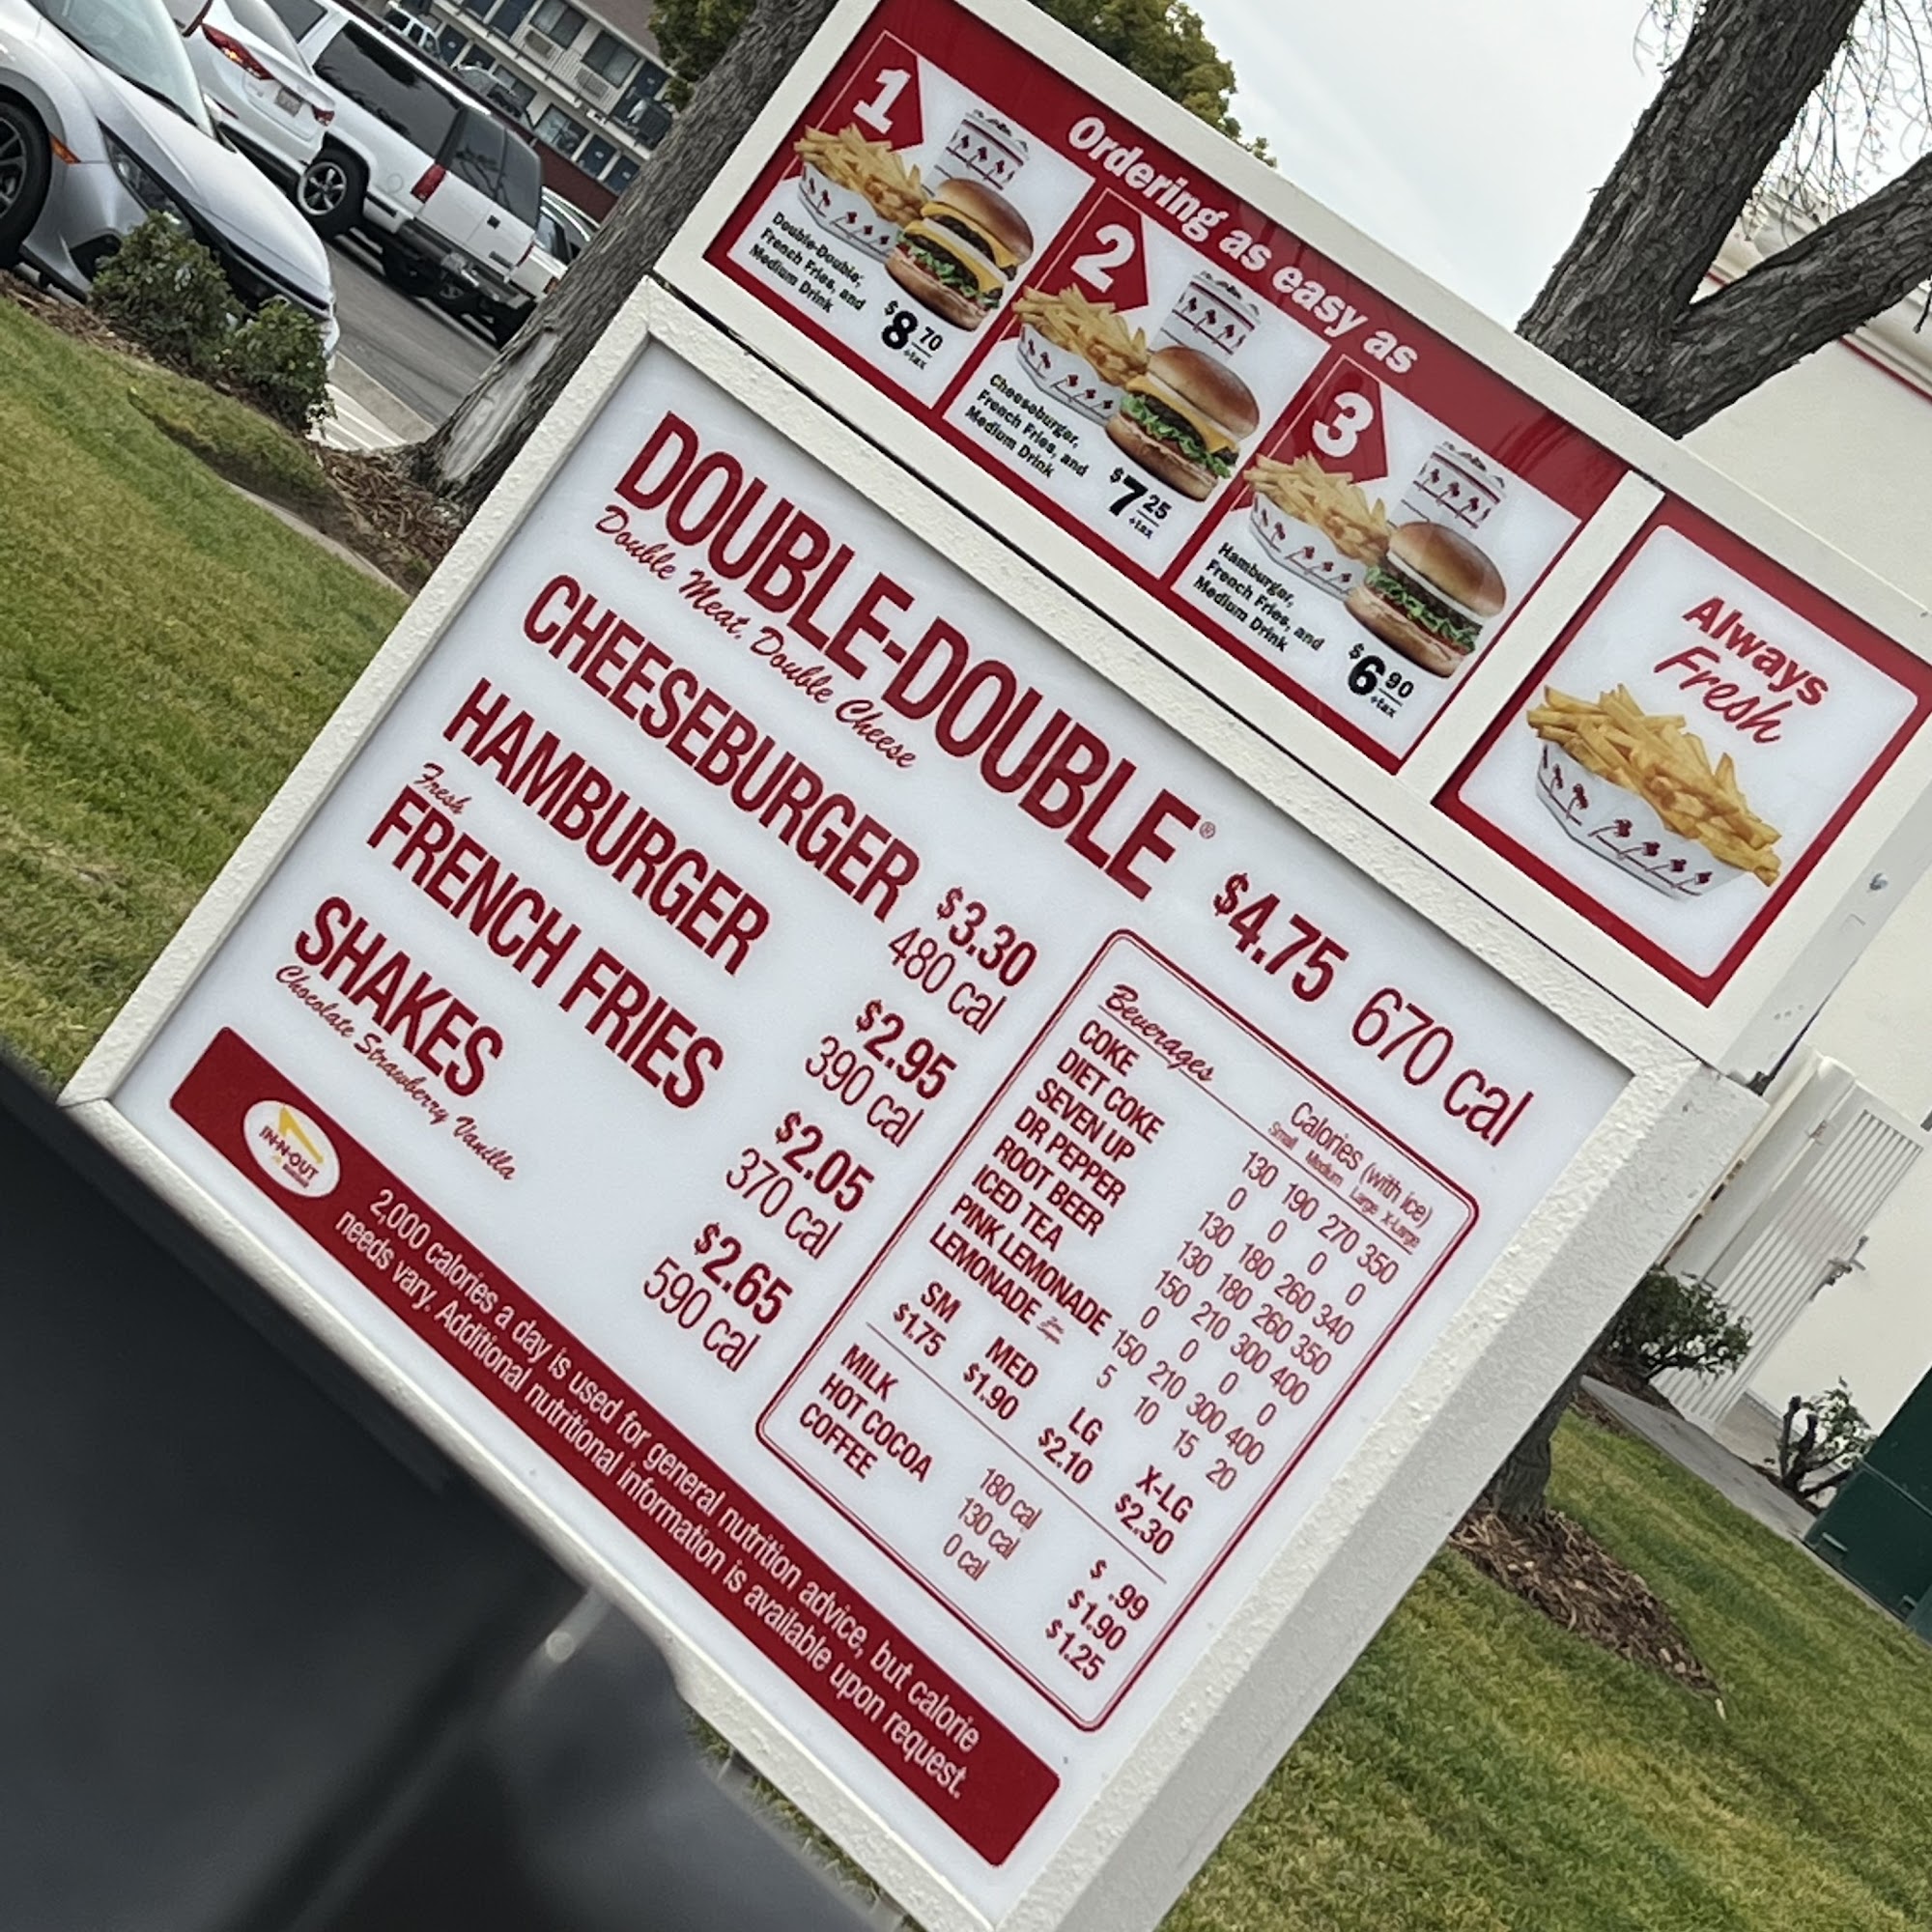 Ordering as easy as
1
Double-Double,
French Fries, and
Medium Drink
$8.70
+tax
2
Cheeseburger,
French Fries, and
Medium Drink
$7.25
+tax
3
Hamburger,
French Fries, and
Medium Drink
$6.90
+tax
Always
Fresh
DOUBLE-DOUBLE® $4.75 670 cal
Double Meat, Double Cheese
CHEESEBURGER $3.30
480 cal
HAMBURGER $2.95
390 cal
Fresh
FRENCH FRIES $2.05
370 cal
SHAKES $2.65
Chocolate Strawberry Vanilla 590 cal
Beverages Calories (with ice)
Small Medium Large X-Large
COKE 130 190 270 350
DIET COKE 0 0 0 0
SEVEN UP 130 180 260 340
DR PEPPER 130 180 260 350
ROOT BEER 150 210 300 400
ICED TEA 0 0 0 0
PINK LEMONADE 150 210 300 400
LEMONADE 5 10 15 20
SM MED LG X-LG
$1.75 $1.90 $2.10 $2.30
MILK 180 cal $ .99
HOT COCOA 130 cal $1.90
COFFEE 0 cal $1.25
IN-N-OUT
BURGER
2,000 calories a day is used for general nutrition advice, but calorie
needs vary. Additional nutritional information is available upon request.